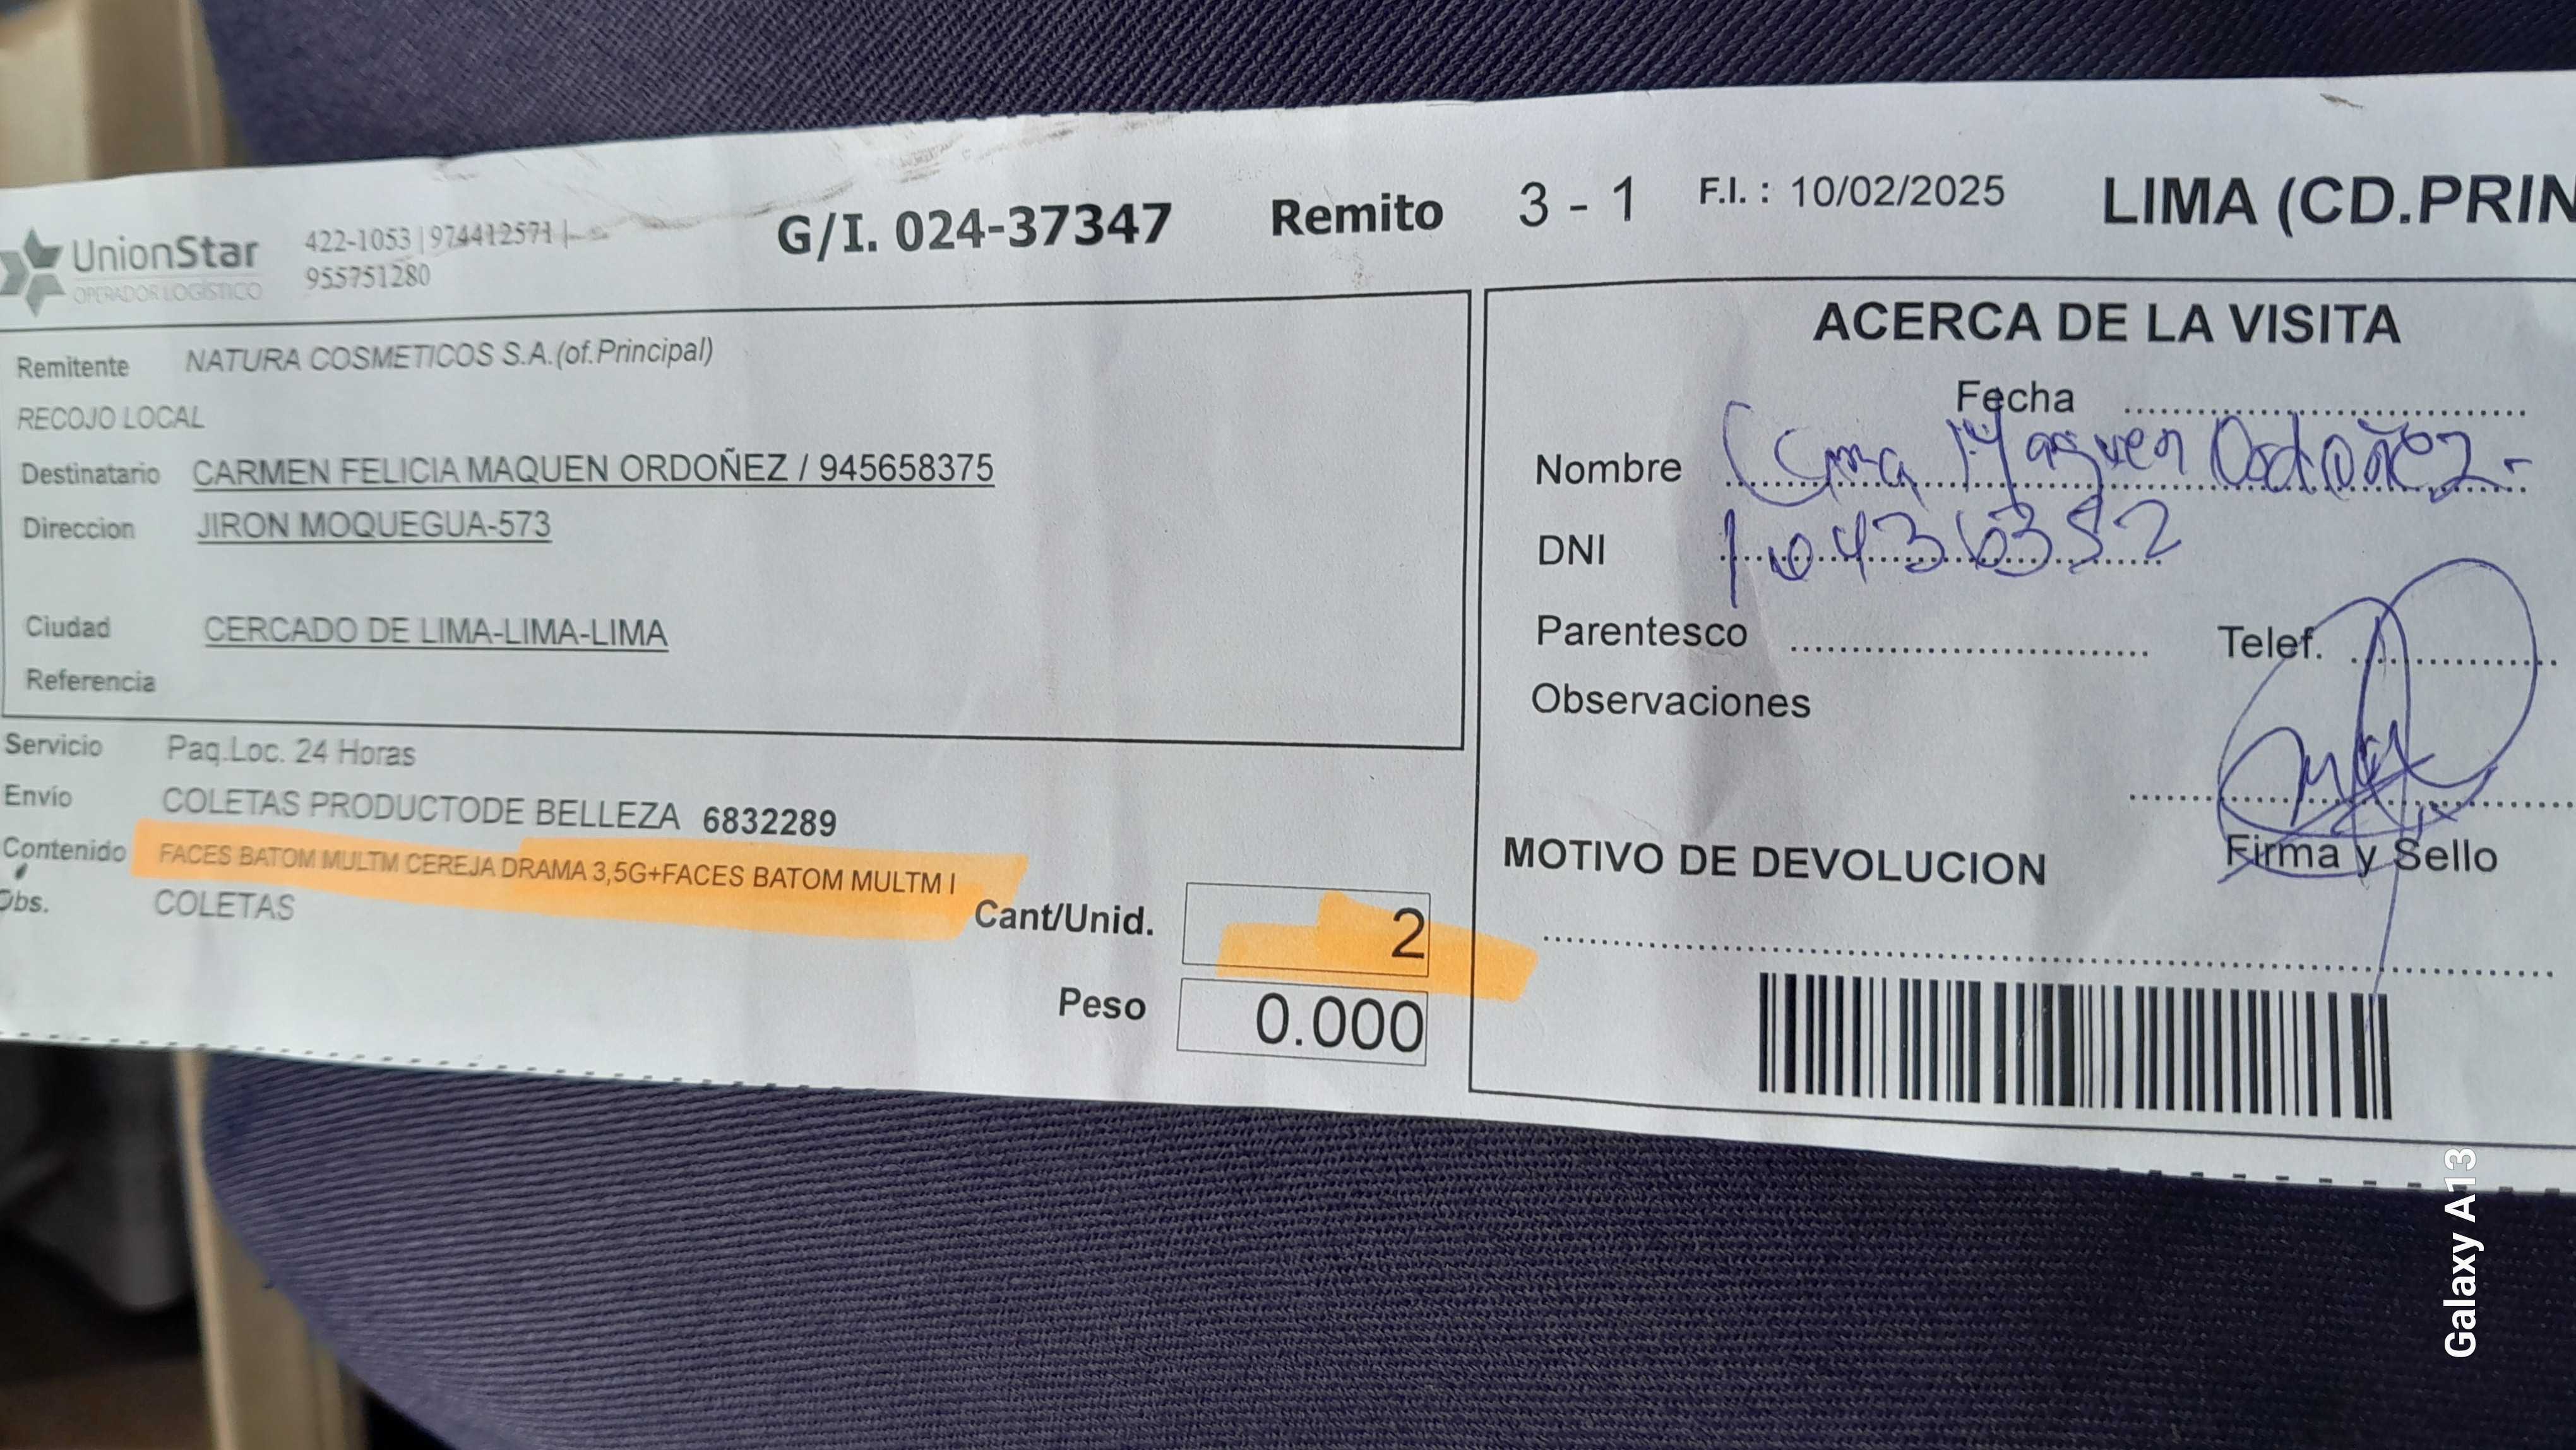 UnionStar
OPERADOR LOGÍSTICO
422-1053 | 974412571 |
955751280
G/I. 024-37347 Remito 3 - 1 F.I. : 10/02/2025 LIMA (CD.PRIN
Remitente NATURA COSMETICOS S.A.(of.Principal)
RECOJO LOCAL
Destinatario CARMEN FELICIA MAQUEN ORDOÑEZ / 945658375
Direccion JIRON MOQUEGUA-573
Ciudad CERCADO DE LIMA-LIMA-LIMA
Referencia
Servicio Paq.Loc. 24 Horas
Envío COLETAS PRODUCTODE BELLEZA 6832289
Contenido FACES BATOM MULTM CEREJA DRAMA 3,5G+FACES BATOM MULTM I
Obs. COLETAS
Cant/Unid. 2
Peso 0.000
ACERCA DE LA VISITA
Fecha
Nombre Maquen Ordoñez
DNI 10436352
Parentesco Telef.
Observaciones
Firma y Sello
MOTIVO DE DEVOLUCION
Galaxy A13